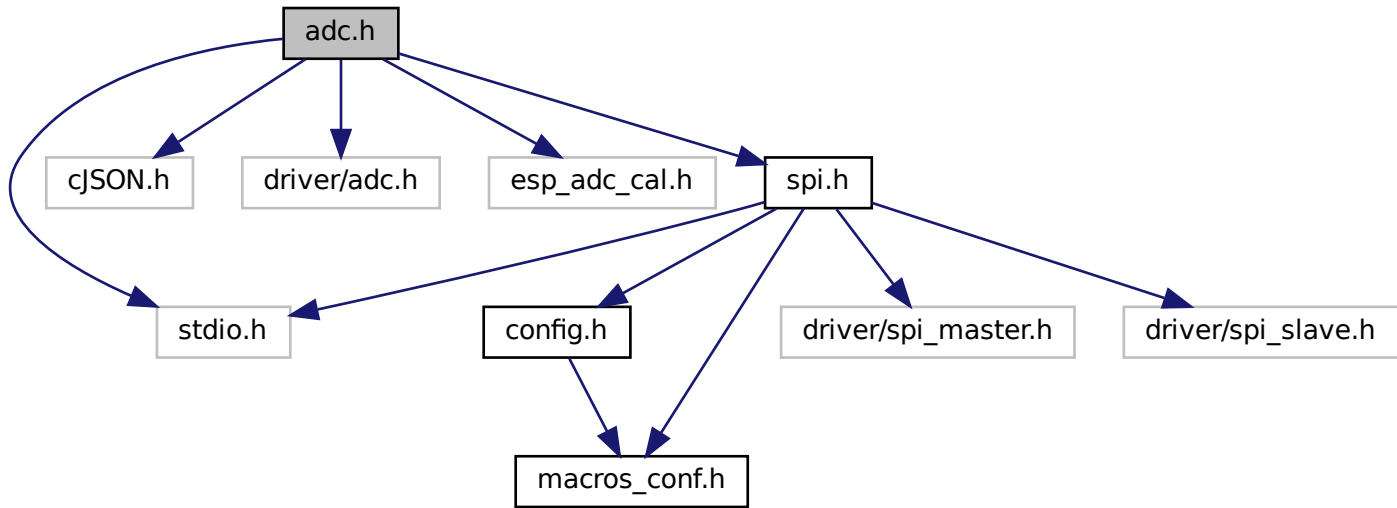 adc.h
cJSON.h
driver/adc.h
esp_adc_cal.h
spi.h
stdio.h
config.h
driver/spi_master.h
driver/spi_slave.h
macros_conf.h